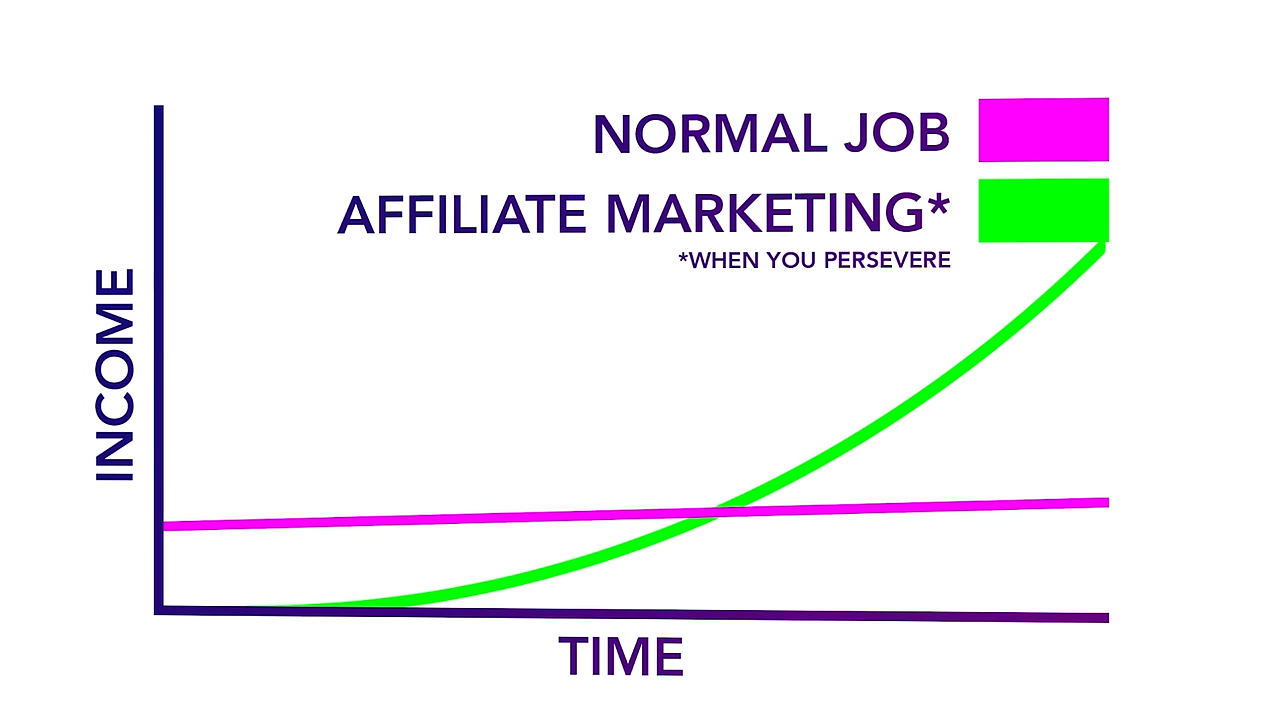 NORMAL JOB
AFFILIATE MARKETING*
*WHEN YOU PERSEVERE
INCOME
TIME